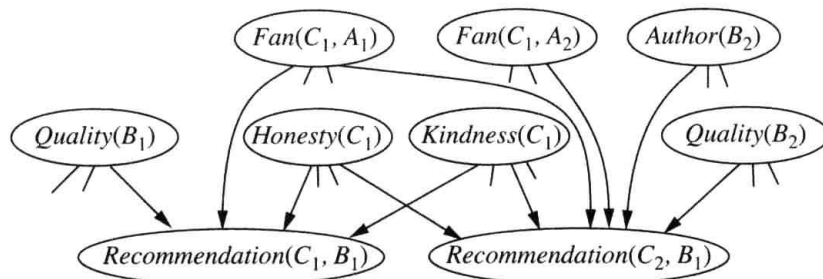 Fan(C₁, A₁) Fan(C₁, A₂) Author(B₂)
Quality(B₁) Honesty(C₁) Kindness(C₁) Quality(B₂)
Recommendation(C₁, B₁) Recommendation(C₂, B₁)